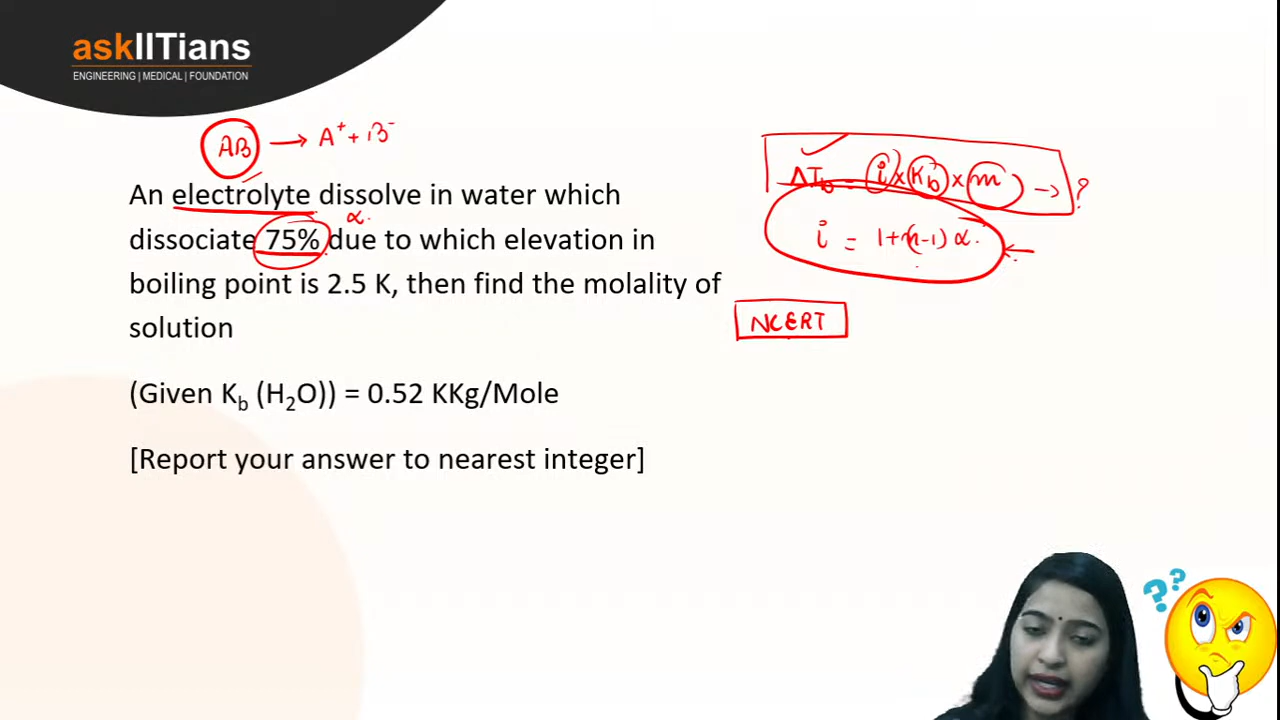 askIITians
ENGINEERING | MEDICAL | FOUNDATION
AB → A⁺ + B⁻
ΔT_b = i × K_b × m → ?
An electrolyte dissolve in water which
α.
dissociate 75% due to which elevation in
i = 1+(n-1) α.
boiling point is 2.5 K, then find the molality of
solution
NCERT
(Given K_b (H₂O)) = 0.52 KKg/Mole
[Report your answer to nearest integer]
??